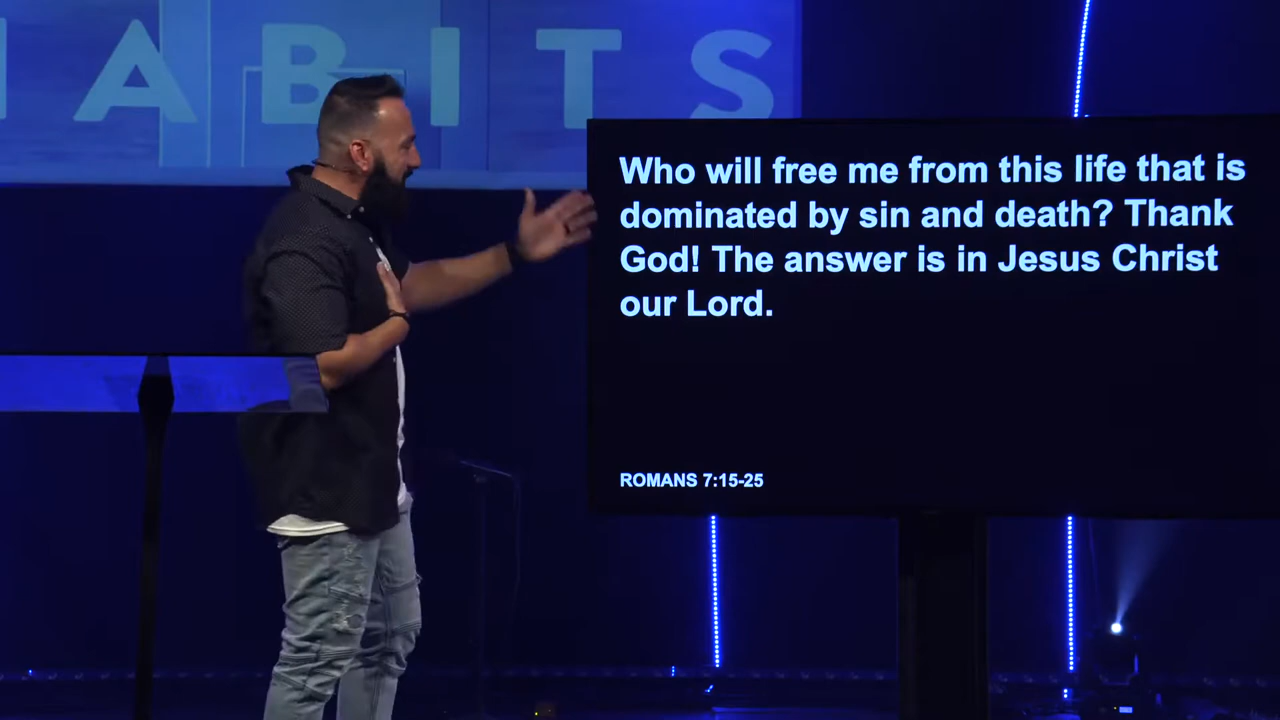 ABITS
Who will free me from this life that is
dominated by sin and death? Thank
God! The answer is in Jesus Christ
our Lord.
ROMANS 7:15-25